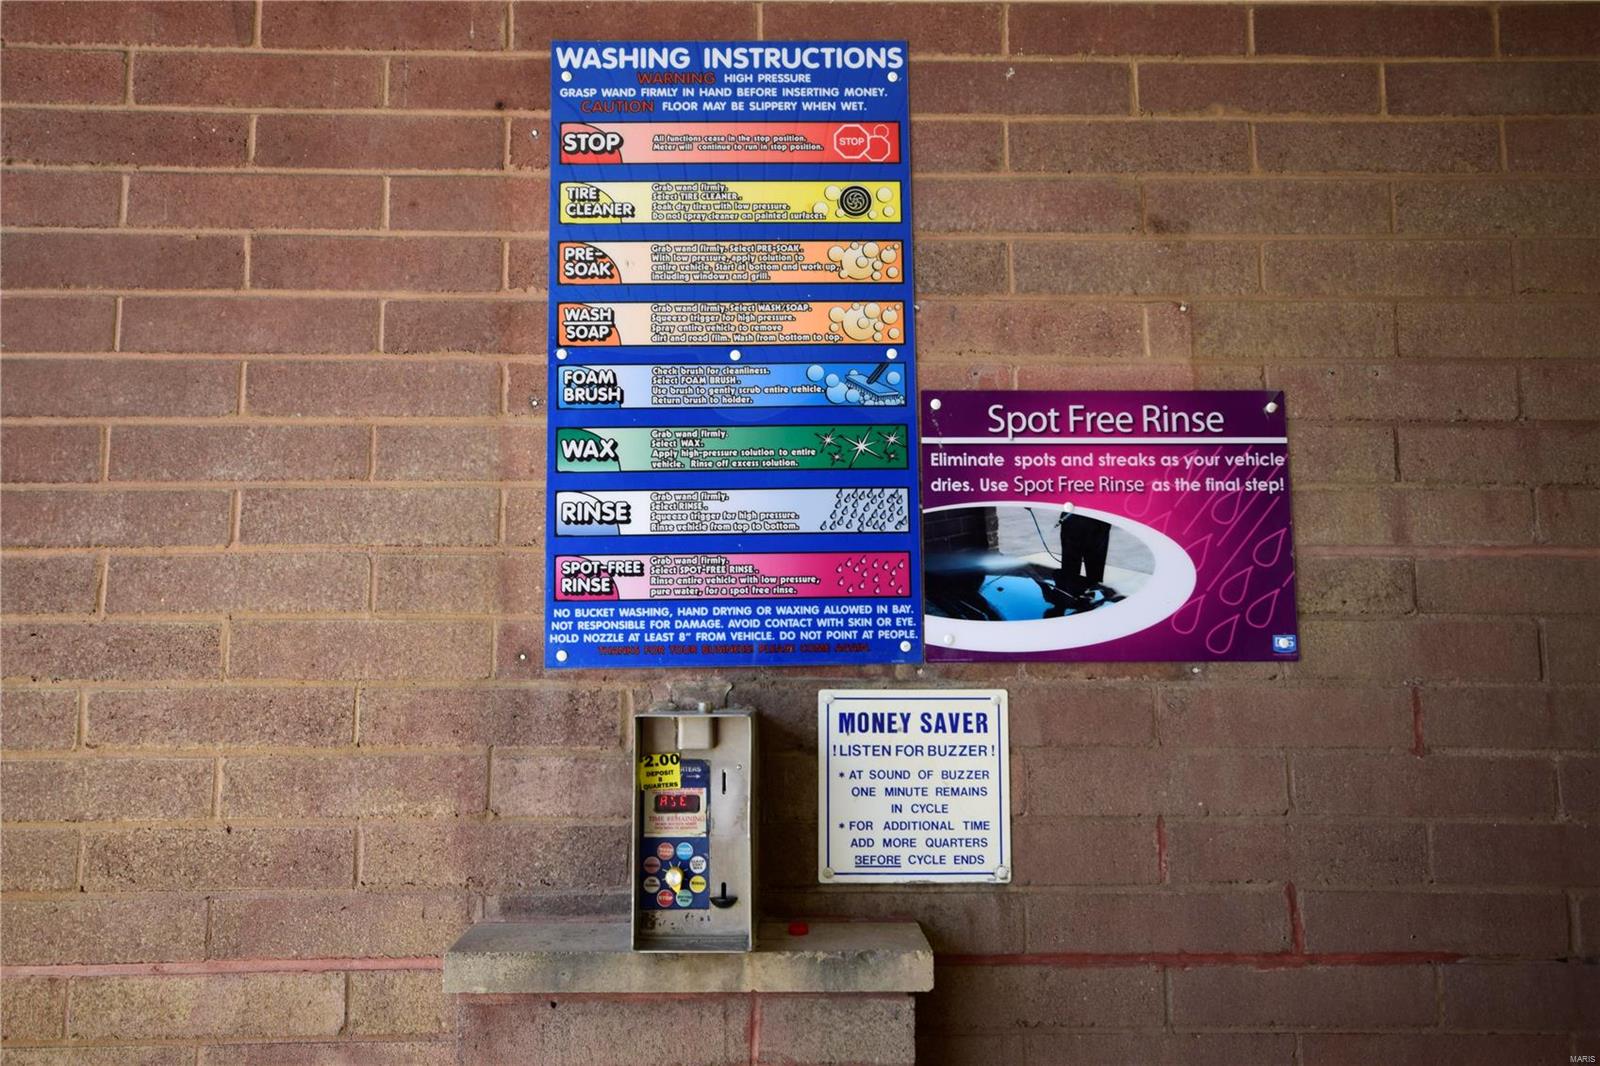 WASHING INSTRUCTIONS
WARNING HIGH PRESSURE
GRASP WAND FIRMLY IN HAND BEFORE INSERTING MONEY.
CAUTION FLOOR MAY BE SLIPPERY WHEN WET.
STOP
All functions cease in the stop position.
Meter will continue to run in stop position.
STOP
TIRE
CLEANER
Grab wand firmly.
Select TIRE CLEANER.
Soak dry tires with low pressure.
Do not spray cleaner on painted surfaces.
PRE-
SOAK
Grab wand firmly. Select PRE-SOAK.
With low pressure, apply solution to
entire vehicle. Start at bottom and work up,
including windows and grill.
WASH
SOAP
Grab wand firmly. Select WASH/SOAP.
Squeeze trigger for high pressure.
Spray entire vehicle to remove
dirt and road film. Wash from bottom to top.
FOAM
BRUSH
Check brush for cleanliness.
Select FOAM BRUSH.
Use brush to gently scrub entire vehicle.
Return brush to holder.
WAX
Grab wand firmly.
Select WAX.
Apply high-pressure solution to entire
vehicle. Rinse off excess solution.
RINSE
Grab wand firmly.
Select RINSE.
Squeeze trigger for high pressure.
Rinse vehicle from top to bottom.
SPOT-FREE
RINSE
Grab wand firmly.
Select SPOT-FREE RINSE.
Rinse entire vehicle with low pressure,
pure water, for a spot free rinse.
NO BUCKET WASHING, HAND DRYING OR WAXING ALLOWED IN BAY.
NOT RESPONSIBLE FOR DAMAGE. AVOID CONTACT WITH SKIN OR EYE.
HOLD NOZZLE AT LEAST 8" FROM VEHICLE. DO NOT POINT AT PEOPLE.
THANKS FOR YOUR BUSINESS! PLEASE COME AGAIN.
Spot Free Rinse
Eliminate spots and streaks as your vehicle
dries. Use Spot Free Rinse as the final step!
$2.00
DEPOSIT
8
QUARTERS
TIME REMAINING
STOP
MONEY SAVER
! LISTEN FOR BUZZER !
* AT SOUND OF BUZZER
ONE MINUTE REMAINS
IN CYCLE
* FOR ADDITIONAL TIME
ADD MORE QUARTERS
BEFORE CYCLE ENDS
MARIS